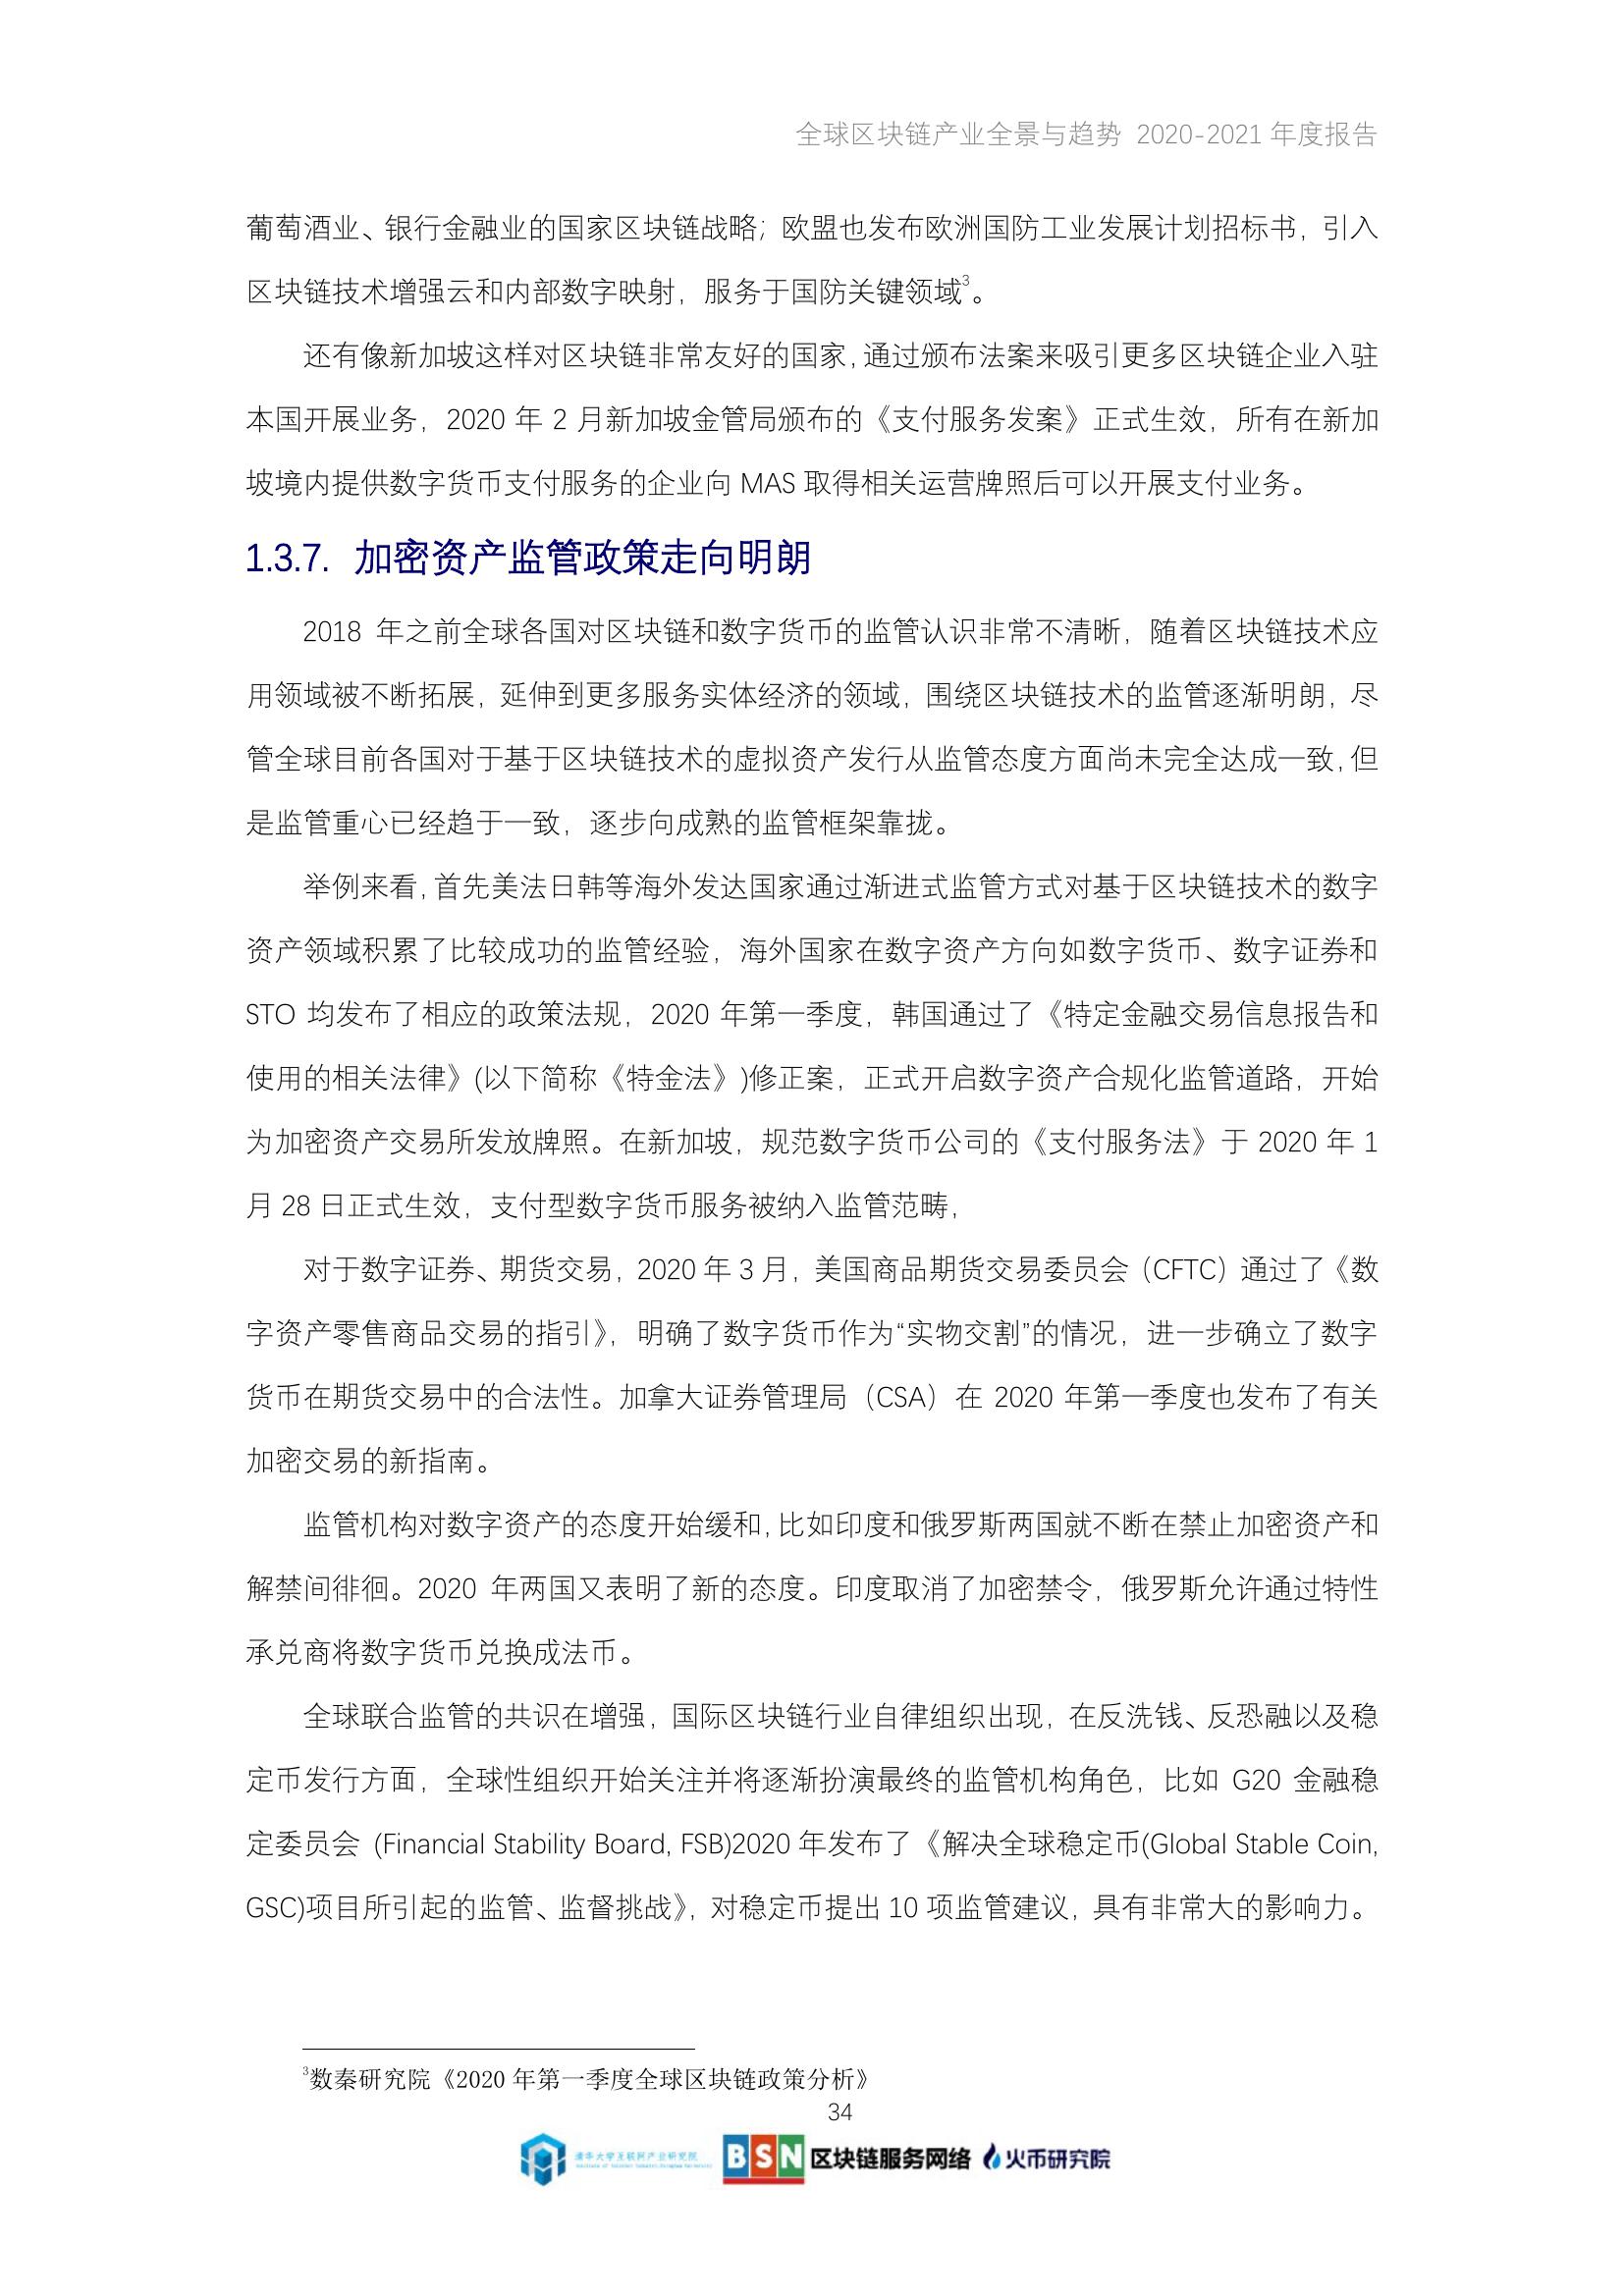 全球区块链产业全景与趋势 2020-2021 年度报告
葡萄酒业、银行金融业的国家区块链战略；欧盟也发布欧洲国防工业发展计划招标书，引入
区块链技术增强云和内部数字映射，服务于国防关键领域3。
还有像新加坡这样对区块链非常友好的国家，通过颁布法案来吸引更多区块链企业入驻
本国开展业务，2020 年 2 月新加坡金管局颁布的《支付服务发案》正式生效，所有在新加
坡境内提供数字货币支付服务的企业向 MAS 取得相关运营牌照后可以开展支付业务。
1.3.7. 加密资产监管政策走向明朗
2018 年之前全球各国对区块链和数字货币的监管认识非常不清晰，随着区块链技术应
用领域被不断拓展，延伸到更多服务实体经济的领域，围绕区块链技术的监管逐渐明朗，尽
管全球目前各国对于基于区块链技术的虚拟资产发行从监管态度方面尚未完全达成一致，但
是监管重心已经趋于一致，逐步向成熟的监管框架靠拢。
举例来看，首先美法日韩等海外发达国家通过渐进式监管方式对基于区块链技术的数字
资产领域积累了比较成功的监管经验，海外国家在数字资产方向如数字货币、数字证券和
STO 均发布了相应的政策法规，2020 年第一季度，韩国通过了《特定金融交易信息报告和
使用的相关法律》(以下简称《特金法》)修正案，正式开启数字资产合规化监管道路，开始
为加密资产交易所发放牌照。在新加坡，规范数字货币公司的《支付服务法》于 2020 年 1
月 28 日正式生效，支付型数字货币服务被纳入监管范畴，
对于数字证券、期货交易，2020 年 3 月，美国商品期货交易委员会（CFTC）通过了《数
字资产零售商品交易的指引》，明确了数字货币作为“实物交割”的情况，进一步确立了数字
货币在期货交易中的合法性。加拿大证券管理局（CSA）在 2020 年第一季度也发布了有关
加密交易的新指南。
监管机构对数字资产的态度开始缓和，比如印度和俄罗斯两国就不断在禁止加密资产和
解禁间徘徊。2020 年两国又表明了新的态度。印度取消了加密禁令，俄罗斯允许通过特性
承兑商将数字货币兑换成法币。
全球联合监管的共识在增强，国际区块链行业自律组织出现，在反洗钱、反恐融以及稳
定币发行方面，全球性组织开始关注并将逐渐扮演最终的监管机构角色，比如 G20 金融稳
定委员会 (Financial Stability Board, FSB)2020 年发布了《解决全球稳定币(Global Stable Coin,
GSC)项目所引起的监管、监督挑战》，对稳定币提出 10 项监管建议，具有非常大的影响力。
3数秦研究院《2020 年第一季度全球区块链政策分析》
34
清华大学互联网产业研究院 BSN 区块链服务网络 火币研究院